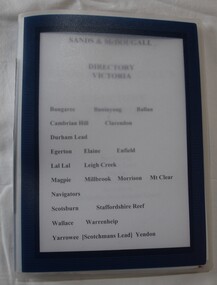 SANDS & McDOUGALL
DIRECTORY
VICTORIA
Bungaree Buninyong Ballan
Cambrian Hill Clarendon
Durham Lead
Egerton Elaine Enfield
Lal Lal Leigh Creek
Magpie Millbrook Morrison Mt Clear
Navigators
Scotsburn Staffordshire Reef
Wallace Warrenheip
Yarrowee [Scotchmans Lead] Yendon